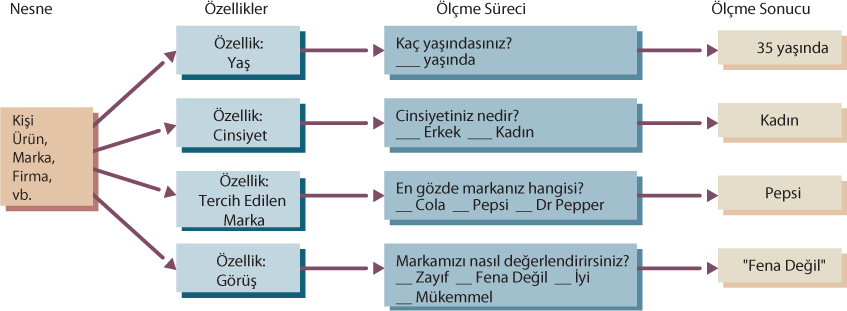 Nesne
Özellikler
Ölçme Süreci
Ölçme Sonucu
Kişi
Ürün,
Marka,
Firma,
vb.
Özellik:
Yaş
Kaç yaşındasınız?
___ yaşında
35 yaşında
Özellik:
Cinsiyet
Cinsiyetiniz nedir?
___ Erkek ___ Kadın
Kadın
Özellik:
Tercih Edilen
Marka
En gözde markanız hangisi?
__ Cola __ Pepsi __ Dr Pepper
Pepsi
Özellik:
Görüş
Markamızı nasıl değerlendirirsiniz?
__ Zayıf __ Fena Değil __ İyi
__ Mükemmel
"Fena Değil"